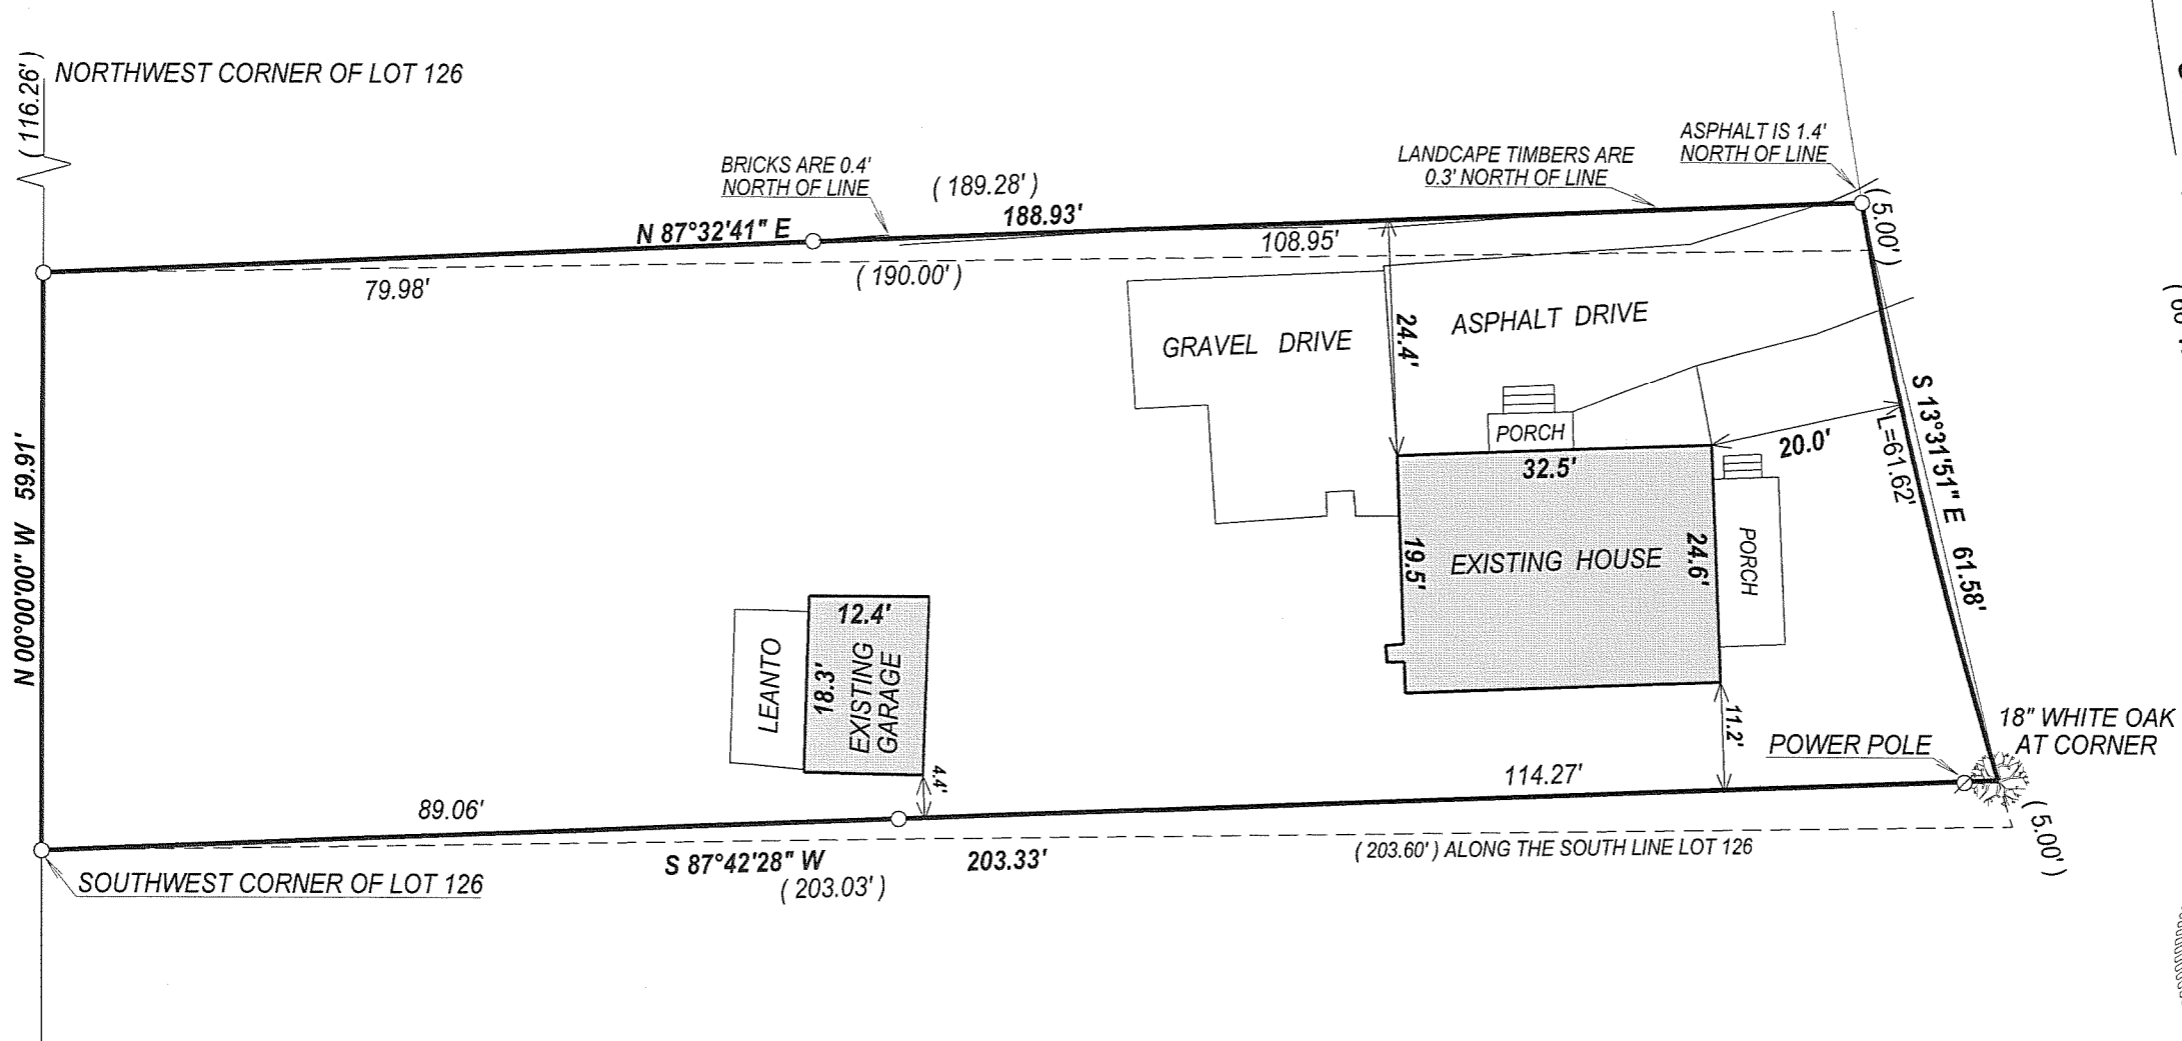 ( 116.26' )
NORTHWEST CORNER OF LOT 126
BRICKS ARE 0.4'
NORTH OF LINE
( 189.28' )
188.93'
N 87°32'41" E
LANDCAPE TIMBERS ARE
0.3' NORTH OF LINE
ASPHALT IS 1.4'
NORTH OF LINE
( 5.00' )
79.98'
( 190.00' )
108.95'
GRAVEL DRIVE
24.4'
ASPHALT DRIVE
PORCH
32.5'
20.0'
S 13°31'51" E 61.58'
L=61.62'
N 00°00'00" W 59.91'
19.5'
EXISTING HOUSE
24.6'
PORCH
LEANTO
12.4'
18.3'
EXISTING
GARAGE
4.4'
11.2'
POWER POLE
18" WHITE OAK
AT CORNER
89.06'
114.27'
( 5.00' )
S 87°42'28" W
203.33'
( 203.03' )
( 203.60' ) ALONG THE SOUTH LINE LOT 126
SOUTHWEST CORNER OF LOT 126